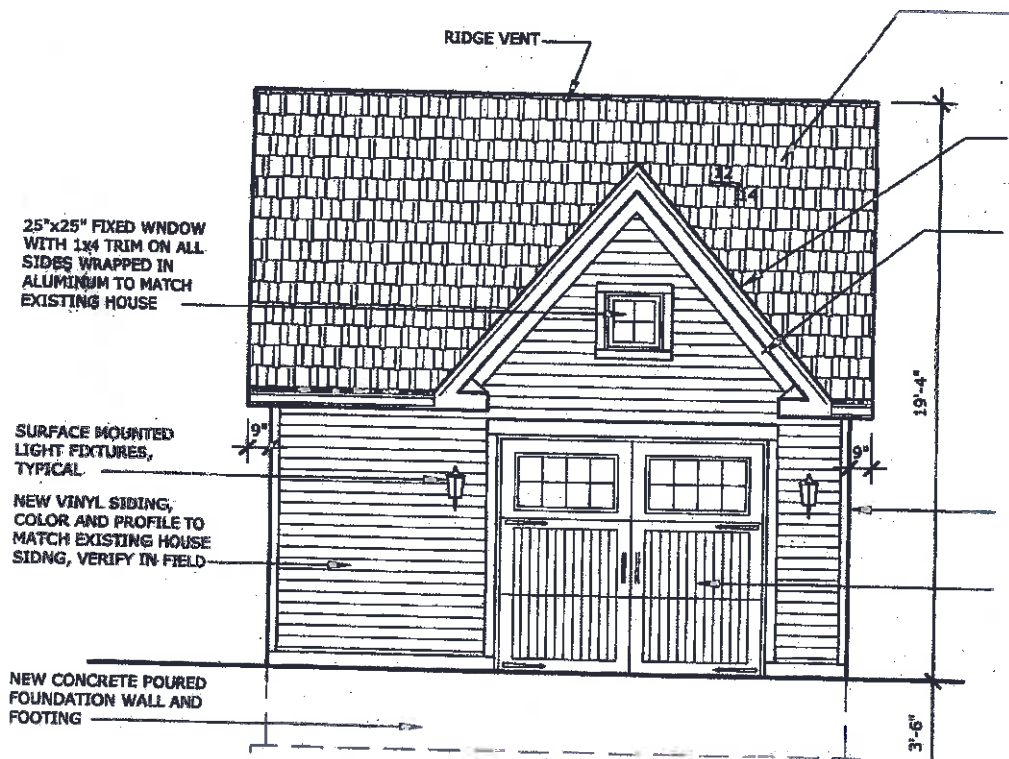 RIDGE VENT
12
14
25"x25" FIXED WNDOW
WITH 1x4 TRIM ON ALL
SIDES WRAPPED IN
ALUMINUM TO MATCH
EXISTING HOUSE
19'-4"
9"
9"
SURFACE MOUNTED
LIGHT FIXTURES,
TYPICAL
NEW VINYL SIDING,
COLOR AND PROFILE TO
MATCH EXISTING HOUSE
SIDNG, VERIFY IN FIELD
NEW CONCRETE POURED
FOUNDATION WALL AND
FOOTING
3'-6"